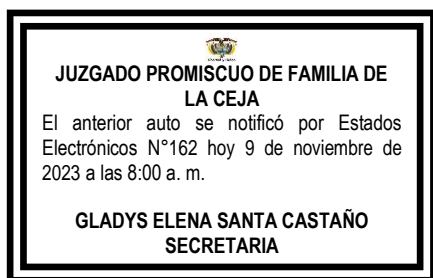 JUZGADO PROMISCUO DE FAMILIA DE
LA CEJA
El anterior auto se notificó por Estados
Electrónicos N°162 hoy 9 de noviembre de
2023 a las 8:00 a. m.
GLADYS ELENA SANTA CASTAÑO
SECRETARIA